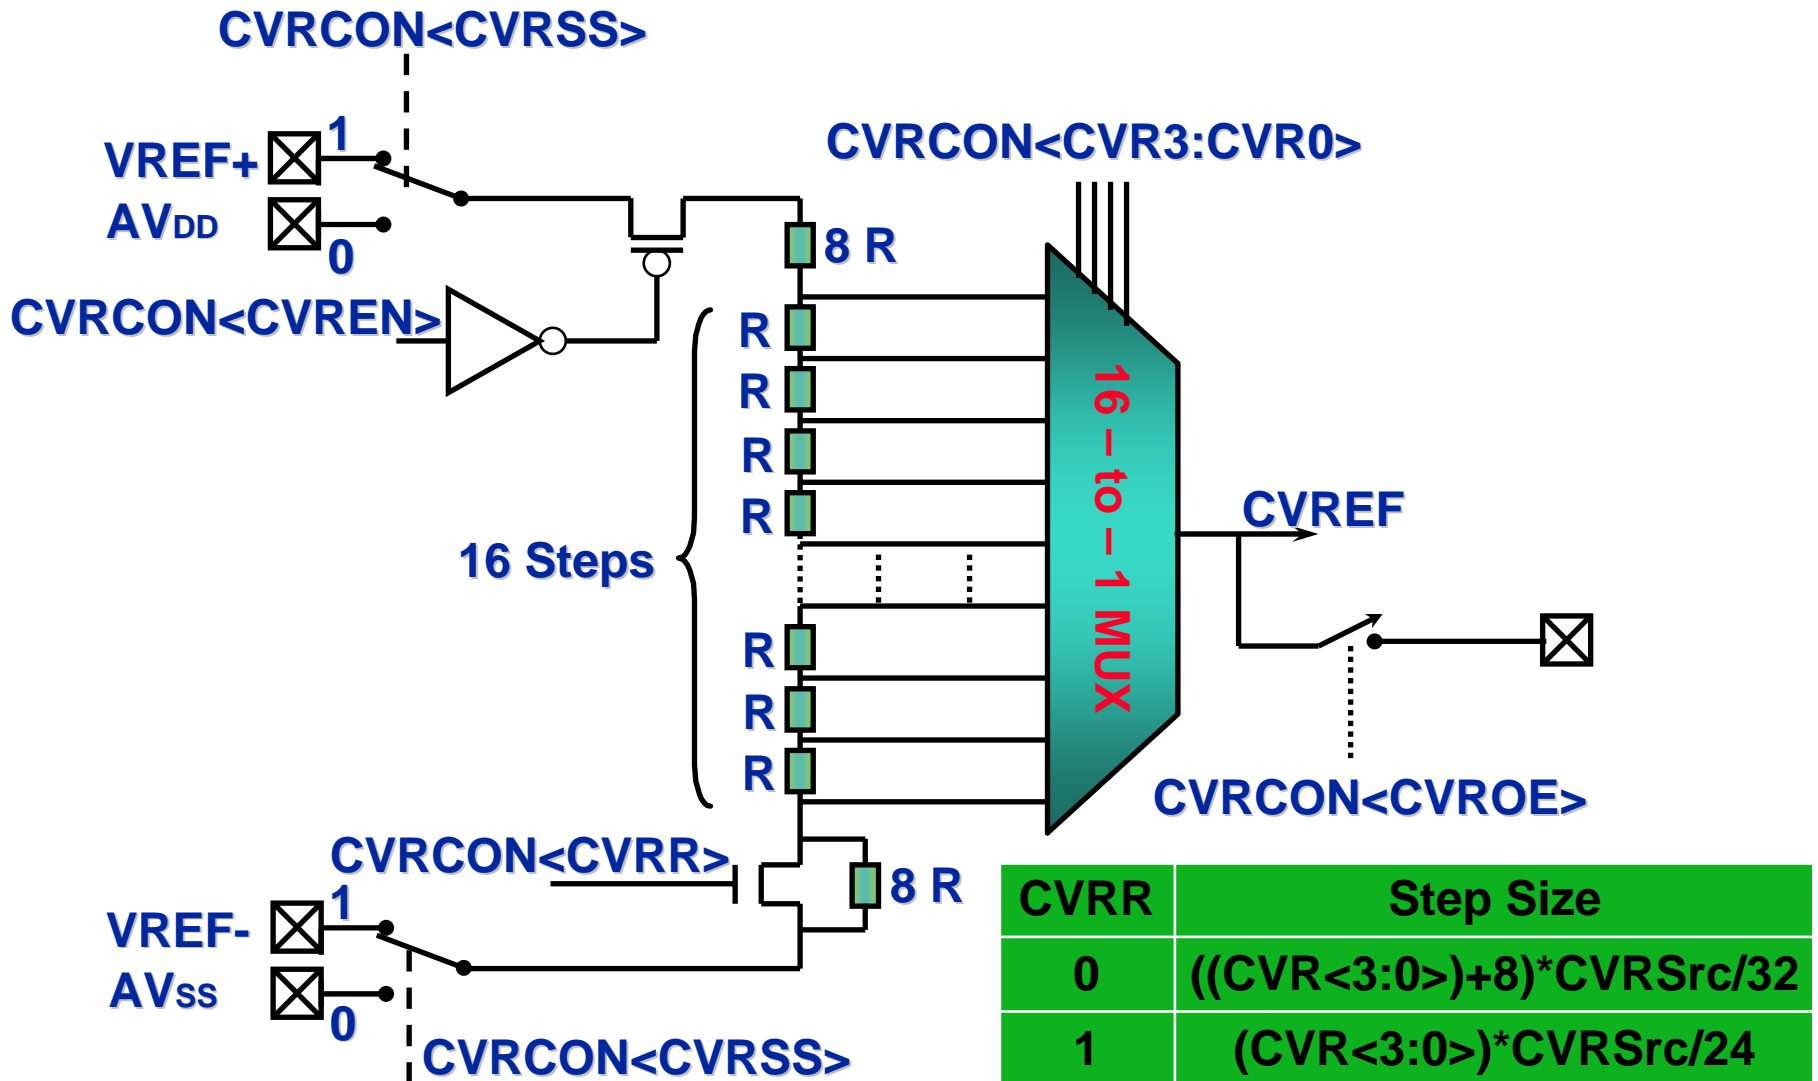 CVRCON<CVRSS>
1
VREF+
AVDD
0
CVRCON<CVR3:CVR0>
8 R
CVRCON<CVREN>
R
R
R
R
16 Steps
R
R
R
16 – to – 1 MUX
CVREF
CVRCON<CVROE>
CVRCON<CVRR>
8 R
1
VREF-
AVSS
0
CVRCON<CVRSS>
CVRR Step Size
0 ((CVR<3:0>)+8)*CVRSrc/32
1 (CVR<3:0>)*CVRSrc/24